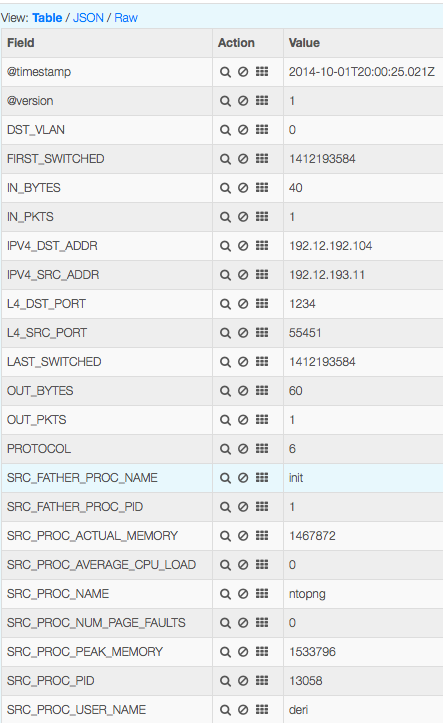 View: Table / JSON / Raw
Field Action Value
@timestamp 2014-10-01T20:00:25.021Z
@version 1
DST_VLAN 0
FIRST_SWITCHED 1412193584
IN_BYTES 40
IN_PKTS 1
IPV4_DST_ADDR 192.12.192.104
IPV4_SRC_ADDR 192.12.193.11
L4_DST_PORT 1234
L4_SRC_PORT 55451
LAST_SWITCHED 1412193584
OUT_BYTES 60
OUT_PKTS 1
PROTOCOL 6
SRC_FATHER_PROC_NAME init
SRC_FATHER_PROC_PID 1
SRC_PROC_ACTUAL_MEMORY 1467872
SRC_PROC_AVERAGE_CPU_LOAD 0
SRC_PROC_NAME ntopng
SRC_PROC_NUM_PAGE_FAULTS 0
SRC_PROC_PEAK_MEMORY 1533796
SRC_PROC_PID 13058
SRC_PROC_USER_NAME deri